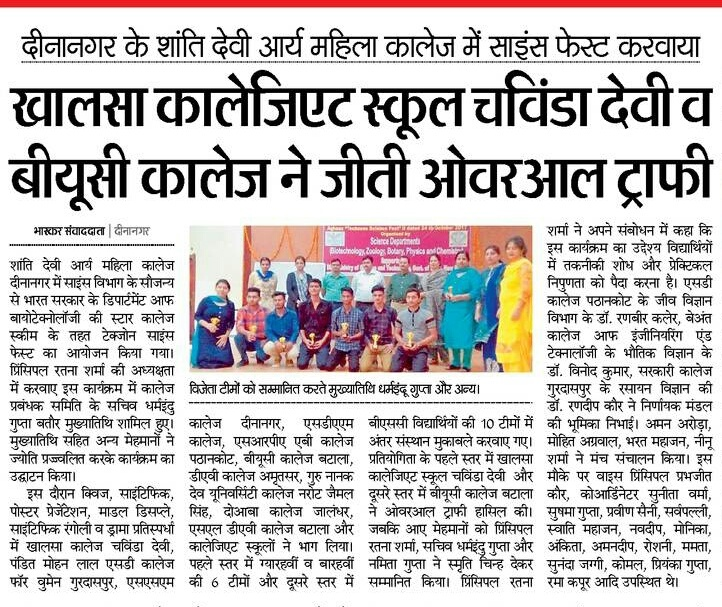 दीनानगर के शांति देवी आर्य महिला कालेज में साइंस फेस्ट करवाया
खालसा कालेजिएट स्कूल चविंडा देवी व
बीयूसी कालेज ने जीती ओवरआल ट्राफी
भास्कर संवाददाता | दीनानगर
शांति देवी आर्य महिला कालेज
दीनानगर में साइंस विभाग के सौजन्य
से भारत सरकार के डिपार्टमेंट आफ
बायोटेक्नोलॉजी की स्टार कालेज
स्कीम के तहत टेक्जोन साइंस
फेस्ट का आयोजन किया गया।
प्रिंसिपल रतना शर्मा की अध्यक्षता
में करवाए इस कार्यक्रम में कालेज
प्रबंधक समिति के सचिव धर्मइंदु
गुप्ता बतौर मुख्यातिथि शामिल हुए।
मुख्यातिथि सहित अन्य मेहमानों ने
ज्योति प्रज्वलित करके कार्यक्रम का
उद्घाटन किया।
इस दौरान क्विज, साइंटिफिक,
पोस्टर प्रेजेंटेशन, माडल डिसप्ले,
साइंटिफिक रंगोली व ड्रामा प्रतिस्पर्धा
में खालसा कालेज चविंडा देवी,
पंडित मोहन लाल एसडी कालेज
फॉर वुमेन गुरदासपुर, एसएसएम
Science Departments
Biotechnology, Zoology, Botany, Physics and Chemistry
विजेता टीमों को सम्मानित करते मुख्यातिथि धर्मइंदू गुप्ता और अन्य।
कालेज दीनानगर, एसडीएएम
कालेज, एसआरपीए एबी कालेज
पठानकोट, बीयूसी कालेज बटाला,
डीएवी कालेज अमृतसर, गुरु नानक
देव यूनिवर्सिटी कालेज नरोट जैमल
सिंह, दोआबा कालेज जालंधर,
एसएल डीएवी कालेज बटाला और
कालेजिएट स्कूलों ने भाग लिया।
पहले स्तर में ग्यारहवीं व बारहवीं
की 6 टीमों और दूसरे स्तर में
बीएससी विद्यार्थियों की 10 टीमों में
अंतर संस्थान मुकाबले करवाए गए।
प्रतियोगिता के पहले स्तर में खालसा
कालेजिएट स्कूल चविंडा देवी और
दूसरे स्तर में बीयूसी कालेज बटाला
ने ओवरआल ट्राफी हासिल की।
जबकि आए मेहमानों को प्रिंसिपल
रतना शर्मा, सचिव धर्मइंदु गुप्ता और
नमिता गुप्ता ने स्मृति चिन्ह देकर
सम्मानित किया। प्रिंसिपल रतना
शर्मा ने अपने संबोधन में कहा कि
इस कार्यक्रम का उद्देश्य विद्यार्थियों
में तकनीकी शोध और प्रेक्टिकल
निपुणता को पैदा करना है। एसडी
कालेज पठानकोट के जीव विज्ञान
विभाग के डॉ. रणबीर कलेर, बेअंत
कालेज आफ इंजीनियरिंग एंड
टेक्नालॉजी के भौतिक विज्ञान के
डॉ. विनोद कुमार, सरकारी कालेज
गुरदासपुर के रसायन विज्ञान की
डॉ. रणदीप कौर ने निर्णायक मंडल
की भूमिका निभाई। अमन अरोड़ा,
मोहित अग्रवाल, भरत महाजन, नीनू
शर्मा ने मंच संचालन किया। इस
मौके पर वाइस प्रिंसिपल प्रभजीत
कौर, कोआर्डिनेटर सुनीता वर्मा,
सुषमा गुप्ता, प्रवीण सैनी, सर्वपल्ली,
स्वाति महाजन, नवदीप, मोनिका,
अंकिता, अमनदीप, रोशनी, ममता,
सुनंदा जग्गी, कोमल, प्रियंका गुप्ता,
रमा कपूर आदि उपस्थित थे।